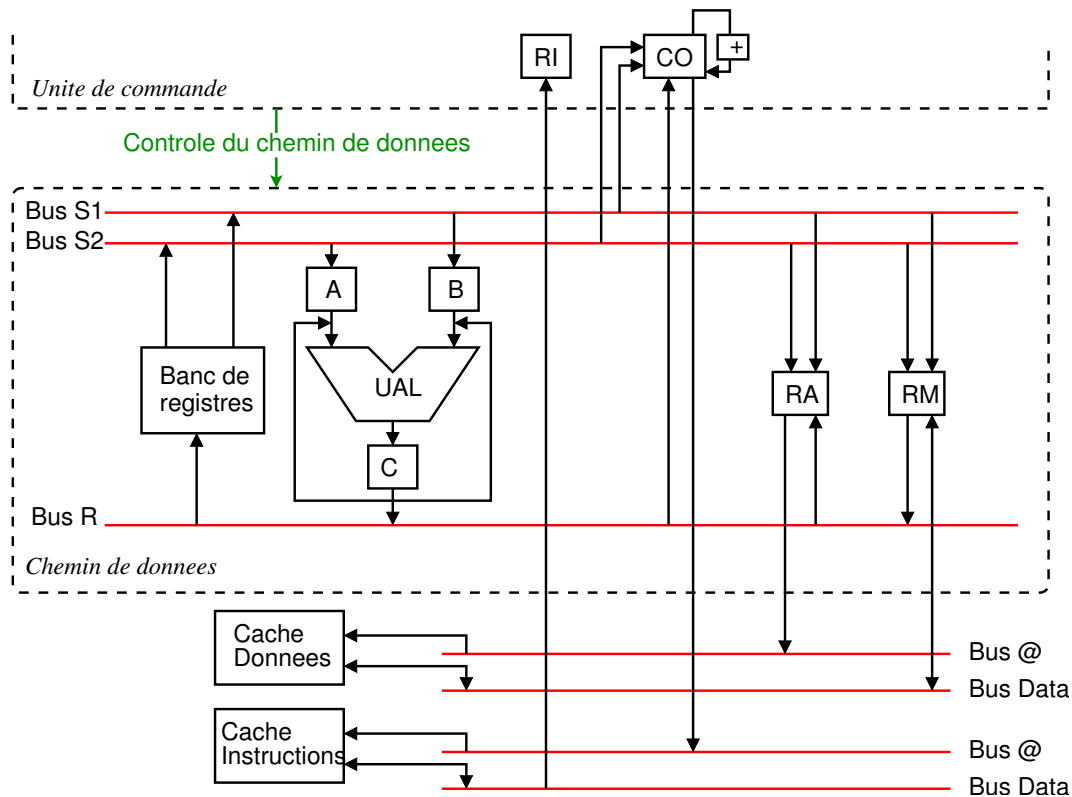 RI
CO
+
Unite de commande
Controle du chemin de donnees
Bus S1
Bus S2
A
B
Banc de
registres
UAL
RA
RM
C
Bus R
Chemin de donnees
Cache
Donnees
Bus @
Bus Data
Cache
Instructions
Bus @
Bus Data